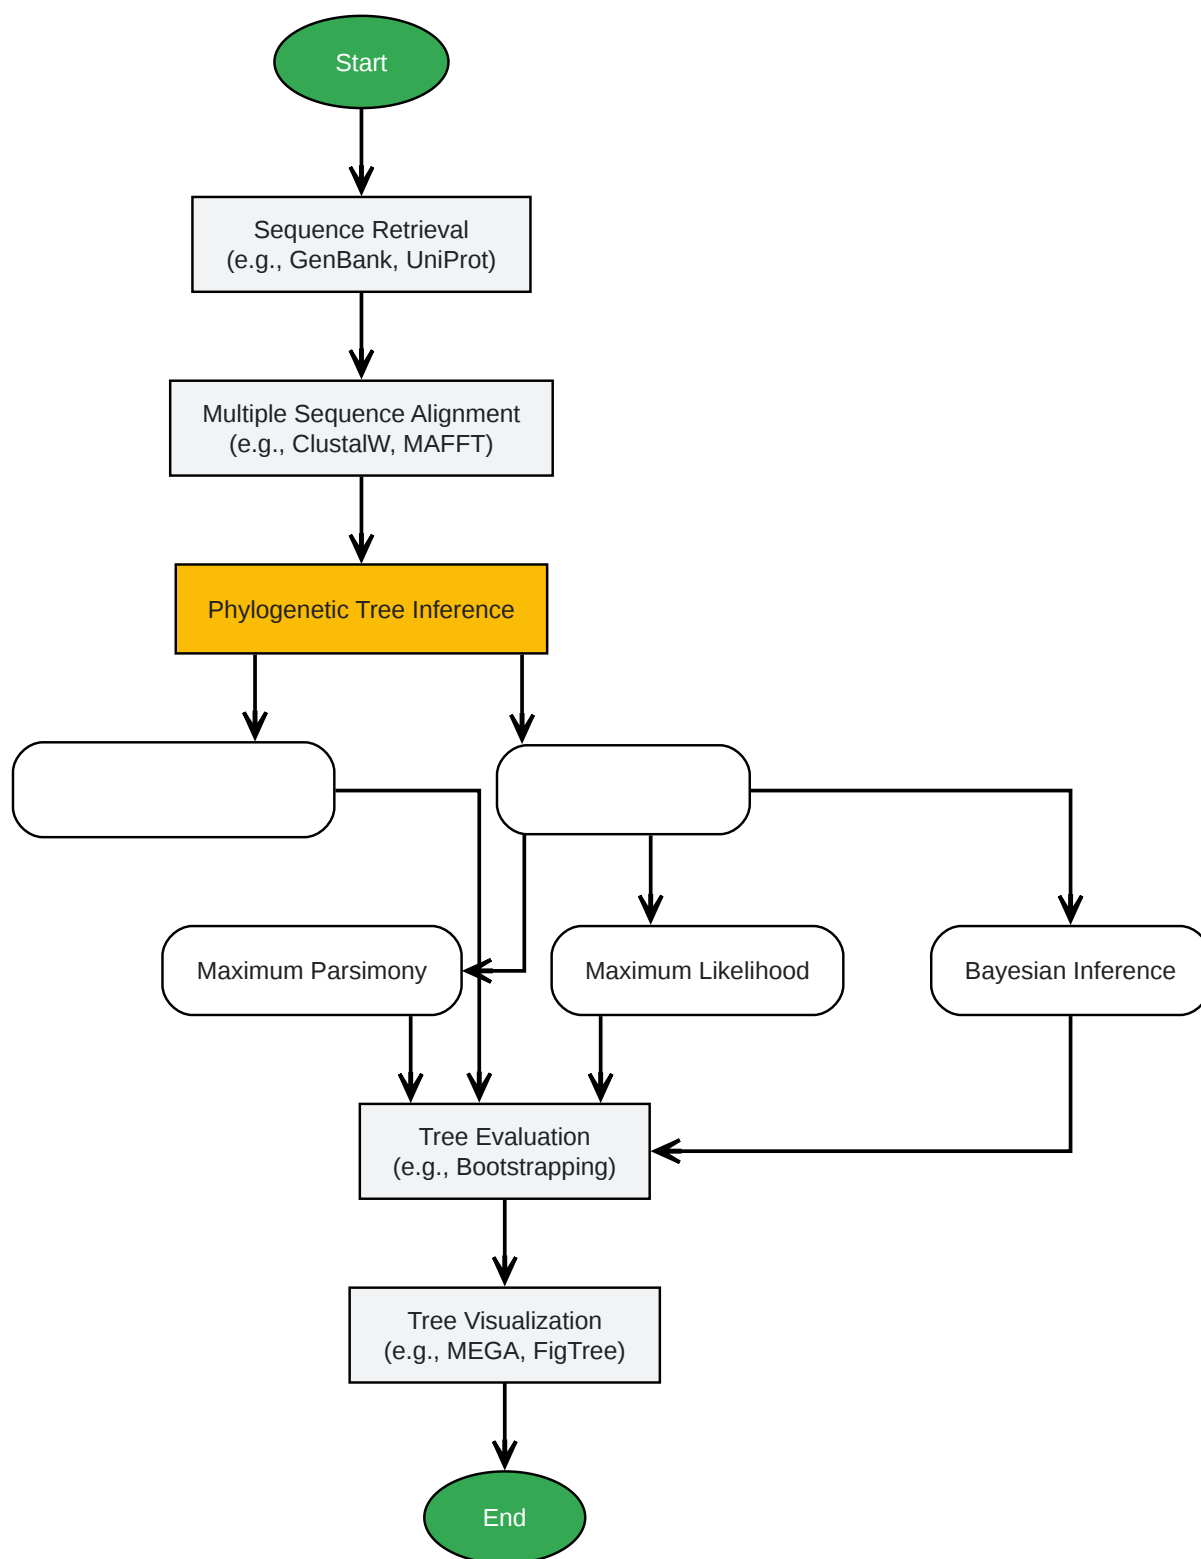 Start
Sequence Retrieval
(e.g., GenBank, UniProt)
Multiple Sequence Alignment
(e.g., ClustalW, MAFFT)
Phylogenetic Tree Inference
Maximum Parsimony
Maximum Likelihood
Bayesian Inference
Tree Evaluation
(e.g., Bootstrapping)
Tree Visualization
(e.g., MEGA, FigTree)
End